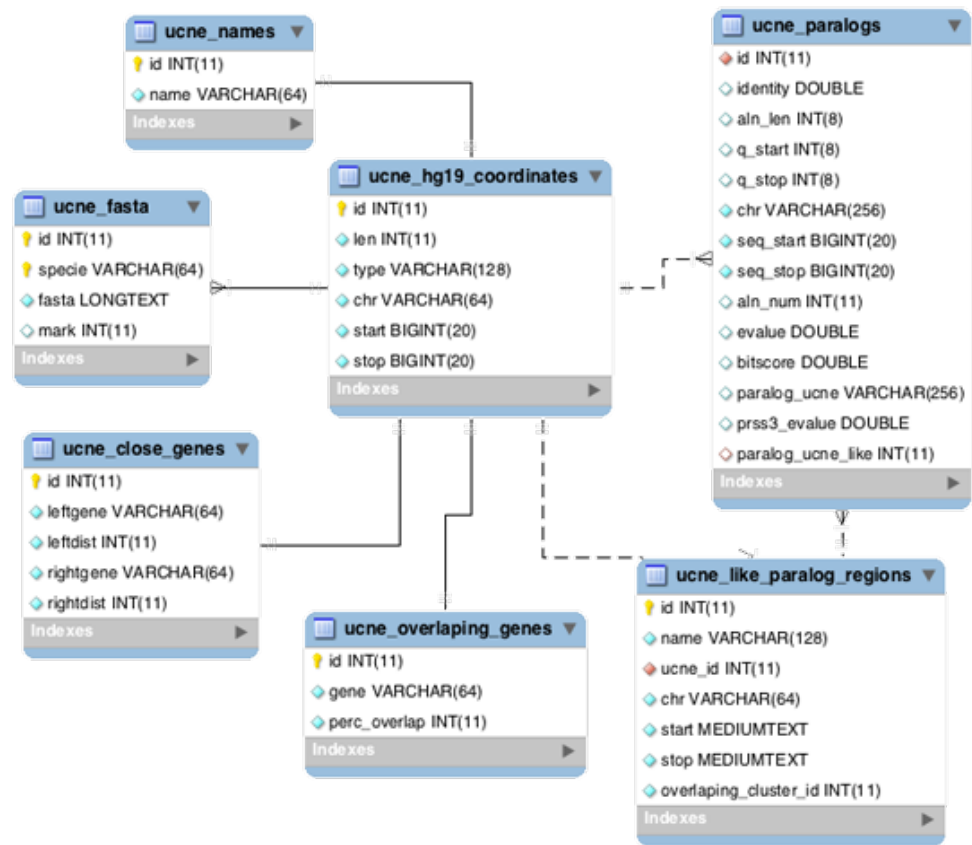 ucne_names
id INT(11)
name VARCHAR(64)
Indexes
ucne_fasta
id INT(11)
specie VARCHAR(64)
fasta LONGTEXT
mark INT(11)
Indexes
ucne_hg19_coordinates
id INT(11)
len INT(11)
type VARCHAR(128)
chr VARCHAR(64)
start BIGINT(20)
stop BIGINT(20)
Indexes
ucne_paralogs
id INT(11)
identity DOUBLE
aln_len INT(8)
q_start INT(8)
q_stop INT(8)
chr VARCHAR(256)
seq_start BIGINT(20)
seq_stop BIGINT(20)
aln_num INT(11)
evalue DOUBLE
bitscore DOUBLE
paralog_ucne VARCHAR(256)
prss3_evalue DOUBLE
paralog_ucne_like INT(11)
Indexes
ucne_close_genes
id INT(11)
leftgene VARCHAR(64)
leftdist INT(11)
rightgene VARCHAR(64)
rightdist INT(11)
Indexes
ucne_overlaping_genes
id INT(11)
gene VARCHAR(64)
perc_overlap INT(11)
Indexes
ucne_like_paralog_regions
id INT(11)
name VARCHAR(128)
ucne_id INT(11)
chr VARCHAR(64)
start MEDIUMTEXT
stop MEDIUMTEXT
overlaping_cluster_id INT(11)
Indexes